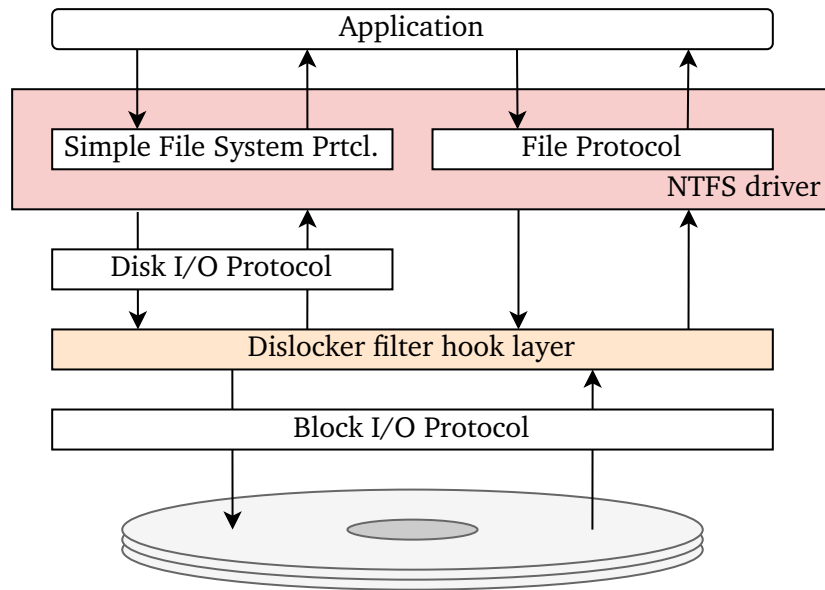 Application
Simple File System Prtcl.
File Protocol
NTFS driver
Disk I/O Protocol
Dislocker filter hook layer
Block I/O Protocol